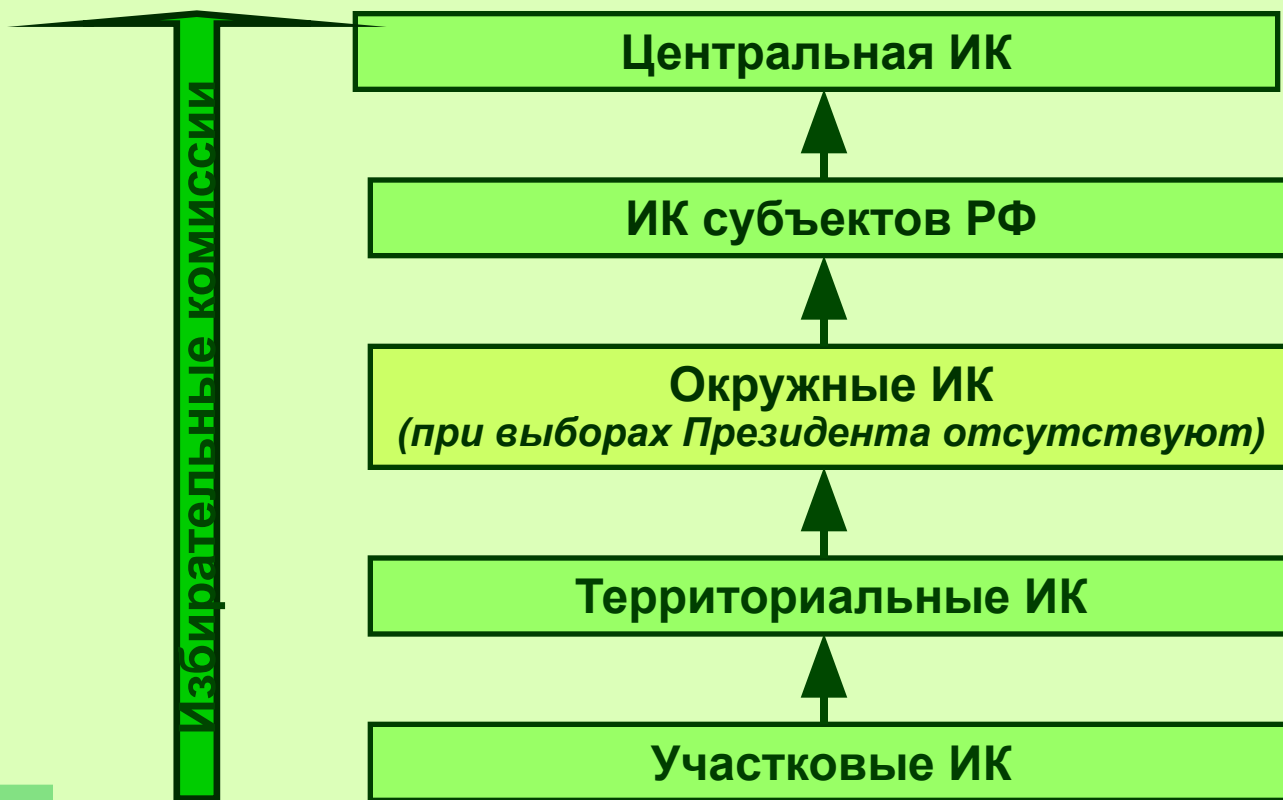 Избирательные комиссии
Центральная ИК
ИК субъектов РФ
Окружные ИК
(при выборах Президента отсутствуют)
Территориальные ИК
Участковые ИК